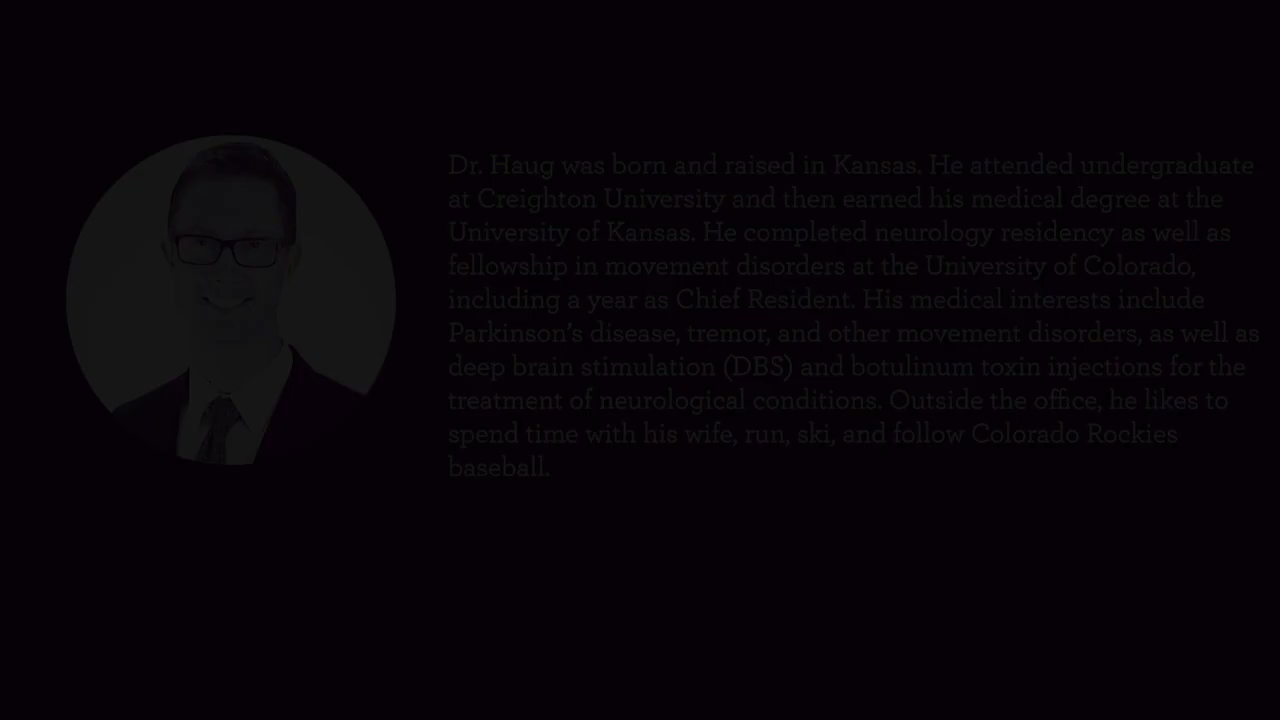 Dr. Haug was born and raised in Kansas. He attended undergraduate
at Creighton University and then earned his medical degree at the
University of Kansas. He completed neurology residency as well as
fellowship in movement disorders at the University of Colorado,
including a year as Chief Resident. His medical interests include
Parkinson's disease, tremor, and other movement disorders, as well as
deep brain stimulation (DBS) and botulinum toxin injections for the
treatment of neurological conditions. Outside the office, he likes to
spend time with his wife, run, ski, and follow Colorado Rockies
baseball.